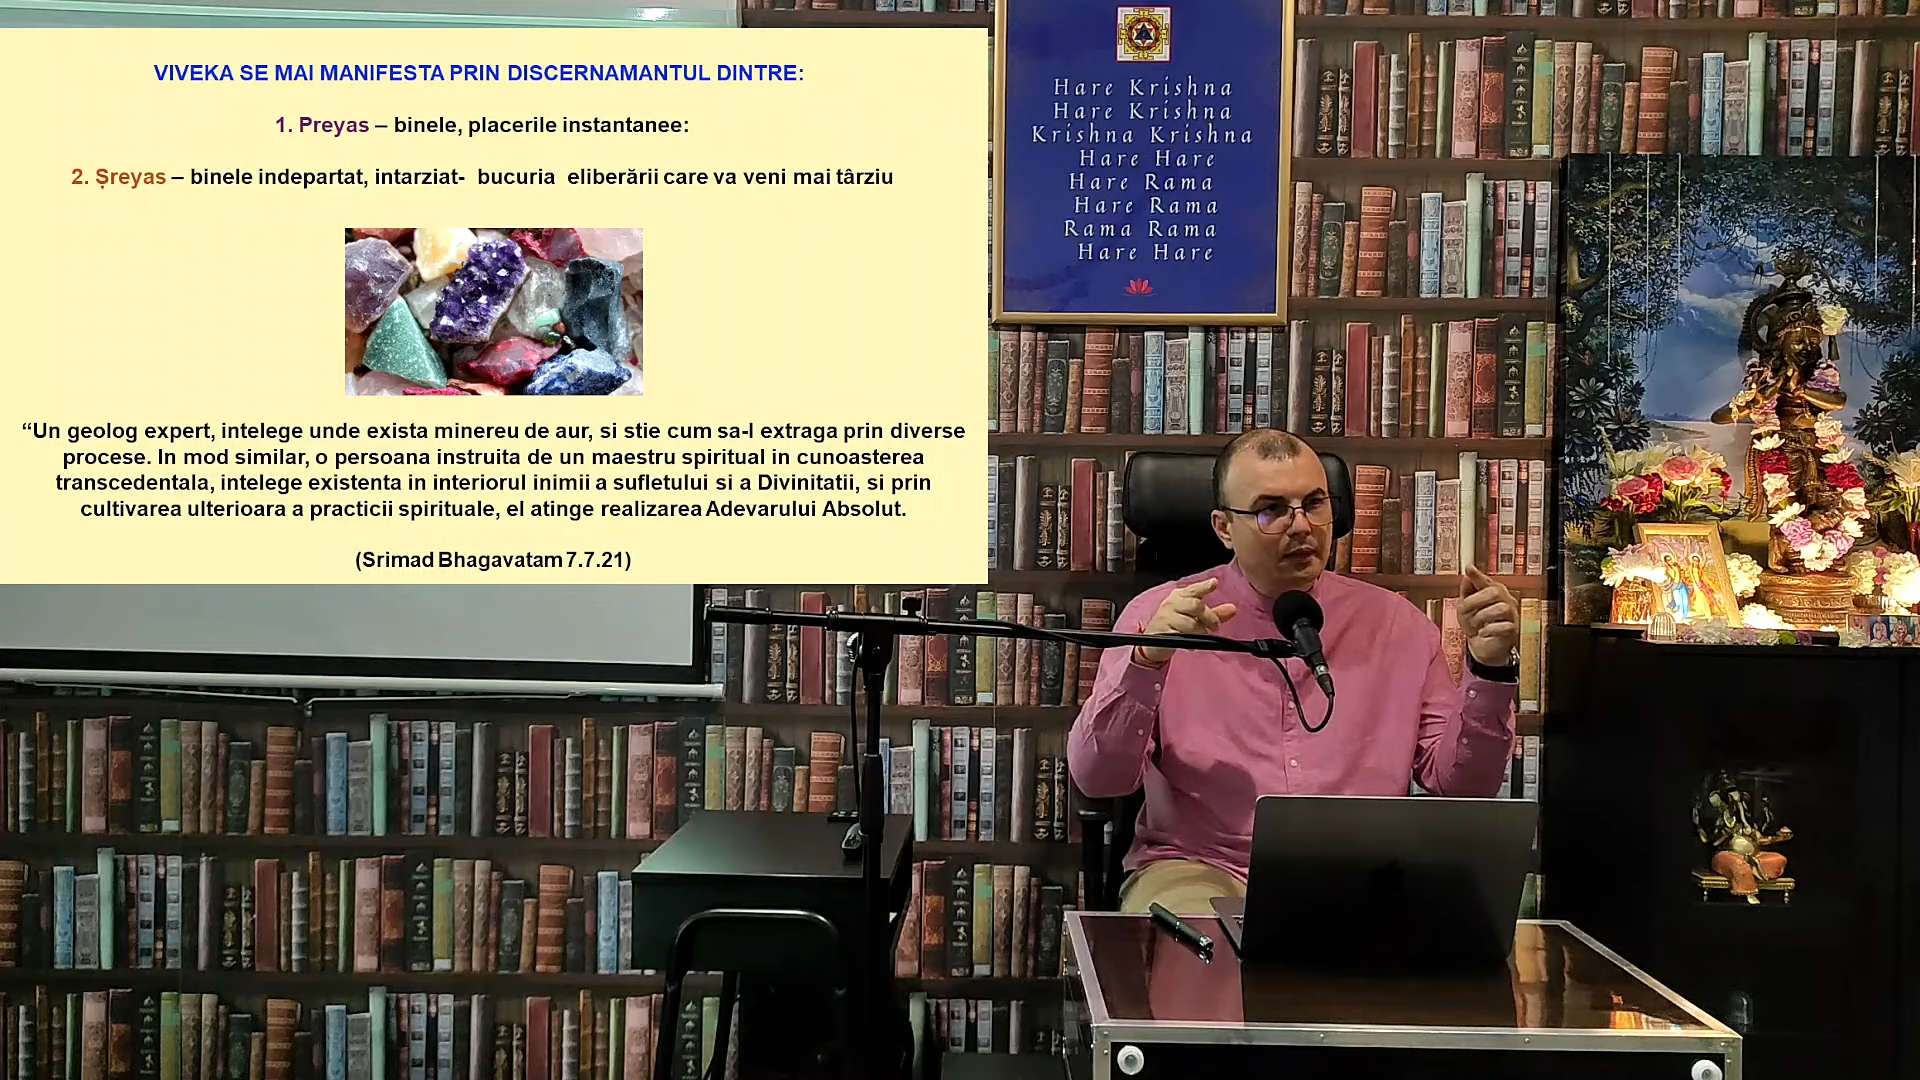 VIVEKA SE MAI MANIFESTA PRIN DISCERNAMANTUL DINTRE:
1. Preyas – binele, placerile instantanee:
2. Șreyas – binele indepartat, intarziat- bucuria eliberării care va veni mai târziu
“Un geolog expert, intelege unde exista minereu de aur, si stie cum sa-l extraga prin diverse
procese. In mod similar, o persoana instruita de un maestru spiritual in cunoasterea
transcedentala, intelege existenta in interiorul inimii a sufletului si a Divinitatii, si prin
cultivarea ulterioara a practicii spirituale, el atinge realizarea Adevarului Absolut.
(Srimad Bhagavatam 7.7.21)
Hare Krishna
Hare Krishna
Krishna Krishna
Hare Hare
Hare Rama
Hare Rama
Rama Rama
Hare Hare